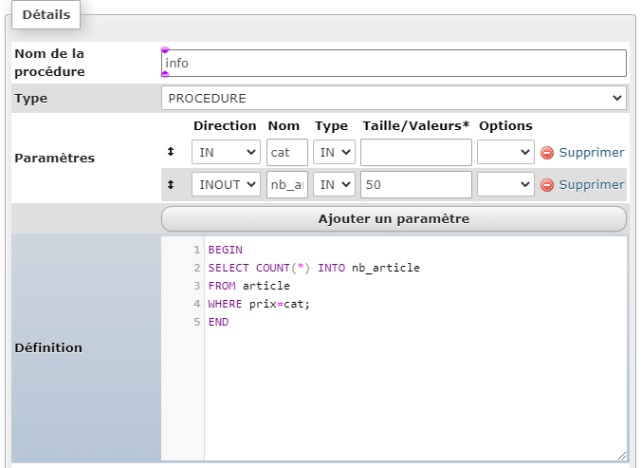 Détails
Nom de la
procédure
info
Type
PROCEDURE
Paramètres
Direction Nom Type Taille/Valeurs* Options
IN cat IN Supprimer
INOUT nb_a IN 50 Supprimer
Ajouter un paramètre
Définition
1 BEGIN
2 SELECT COUNT(*) INTO nb_article
3 FROM article
4 WHERE prix=cat;
5 END